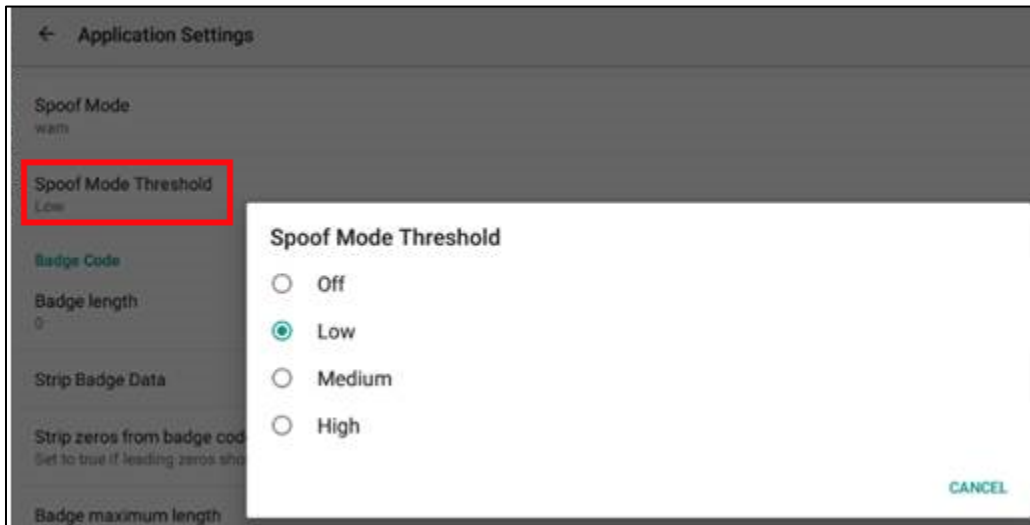 Application Settings
Spoof Mode
warn
Spoof Mode Threshold
Low
Badge Code
Badge length
0
Strip Badge Data
Strip zeros from badge cod
Set to true if leading zeros sho
Badge maximum length
Spoof Mode Threshold
Off
Low
Medium
High
CANCEL